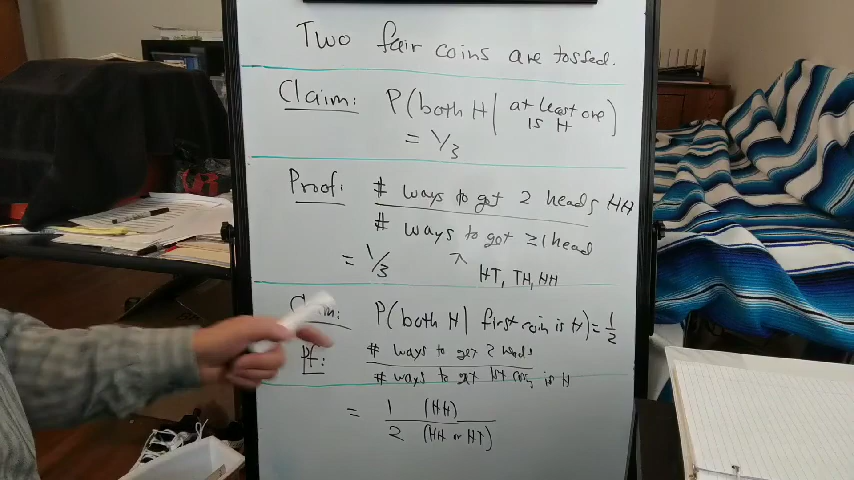 Two fair coins are tossed.
Claim: P(both H | at least one is H)
= 1/3
Proof: # ways to get 2 heads HH
# ways to get ≥1 head
= 1/3 HT, TH, HH
Claim: P(both H | first coin is H) = 1/2
Pf: # ways to get 2 heads
# ways to get 1st coin is H
= 1 (HH)
2 (HH or HT)